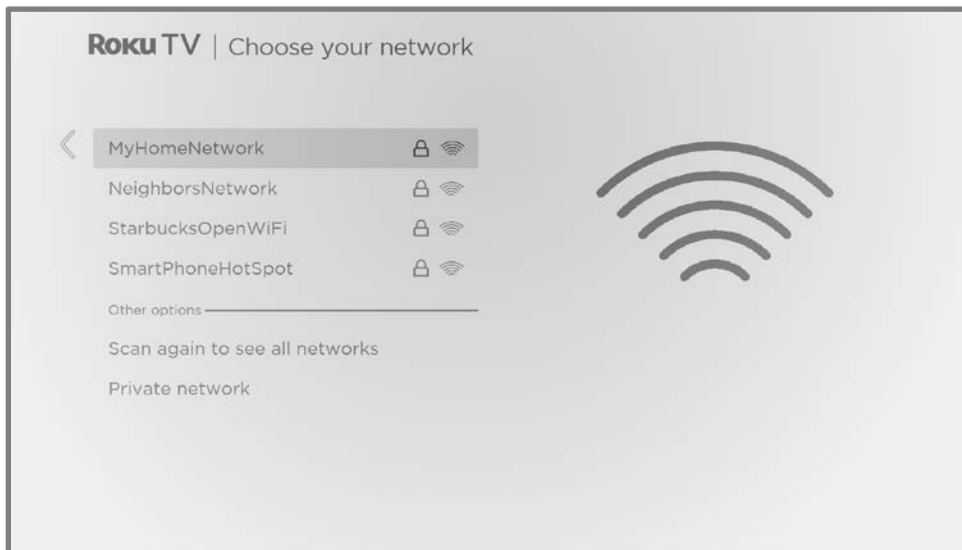 Roku TV | Choose your network
MyHomeNetwork
NeighborsNetwork
StarbucksOpenWiFi
SmartPhoneHotSpot
Other options
Scan again to see all networks
Private network